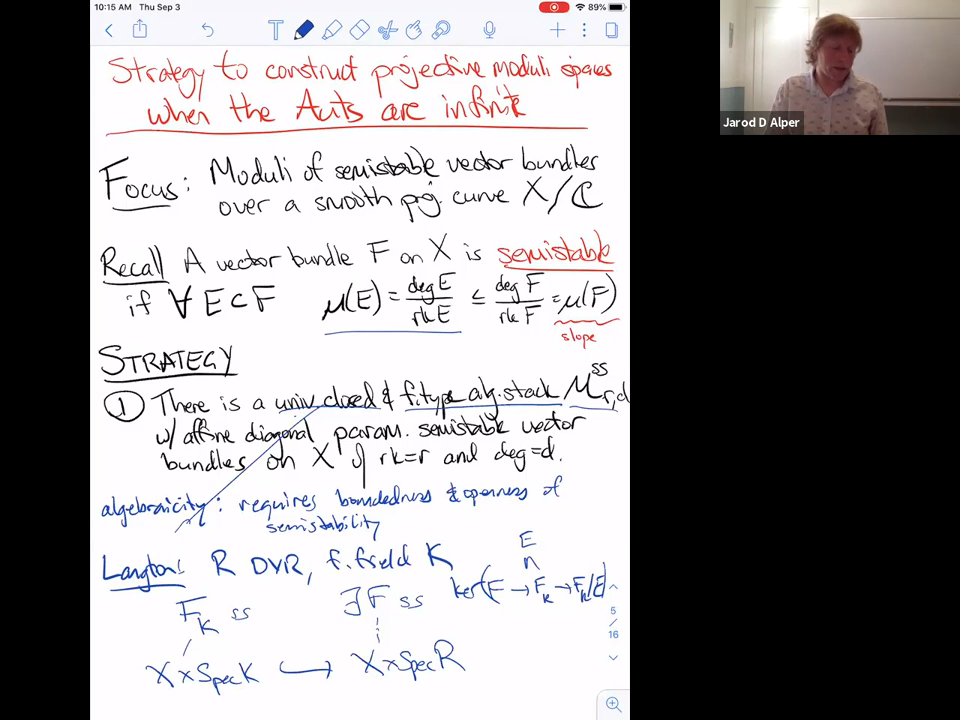 10:15 AM Thu Sep 3
89%
Strategy to construct projective moduli spaces
when the Auts are infinite
Focus: Moduli of semistable vector bundles
over a smooth proj. curve X/ℂ
Recall A vector bundle F on X is semistable
if ∀ E⊂F μ(E) = deg E / rk E ≤ deg F / rk F = μ(F)
slope
STRATEGY
① There is a univ. closed & f.type alg. stack M^ss_r,d
w/ affine diagonal param. semistable vector
bundles on X of rk=r and deg=d.
algebraicity: requires boundedness & openness of
semistability
Langton: R DVR, f.field K
E
∩
F_K ss ∃F ss ker(F → F_K → F_K/E)
X×Spec K ↪ X×Spec R
5
/
16
Jarod D Alper